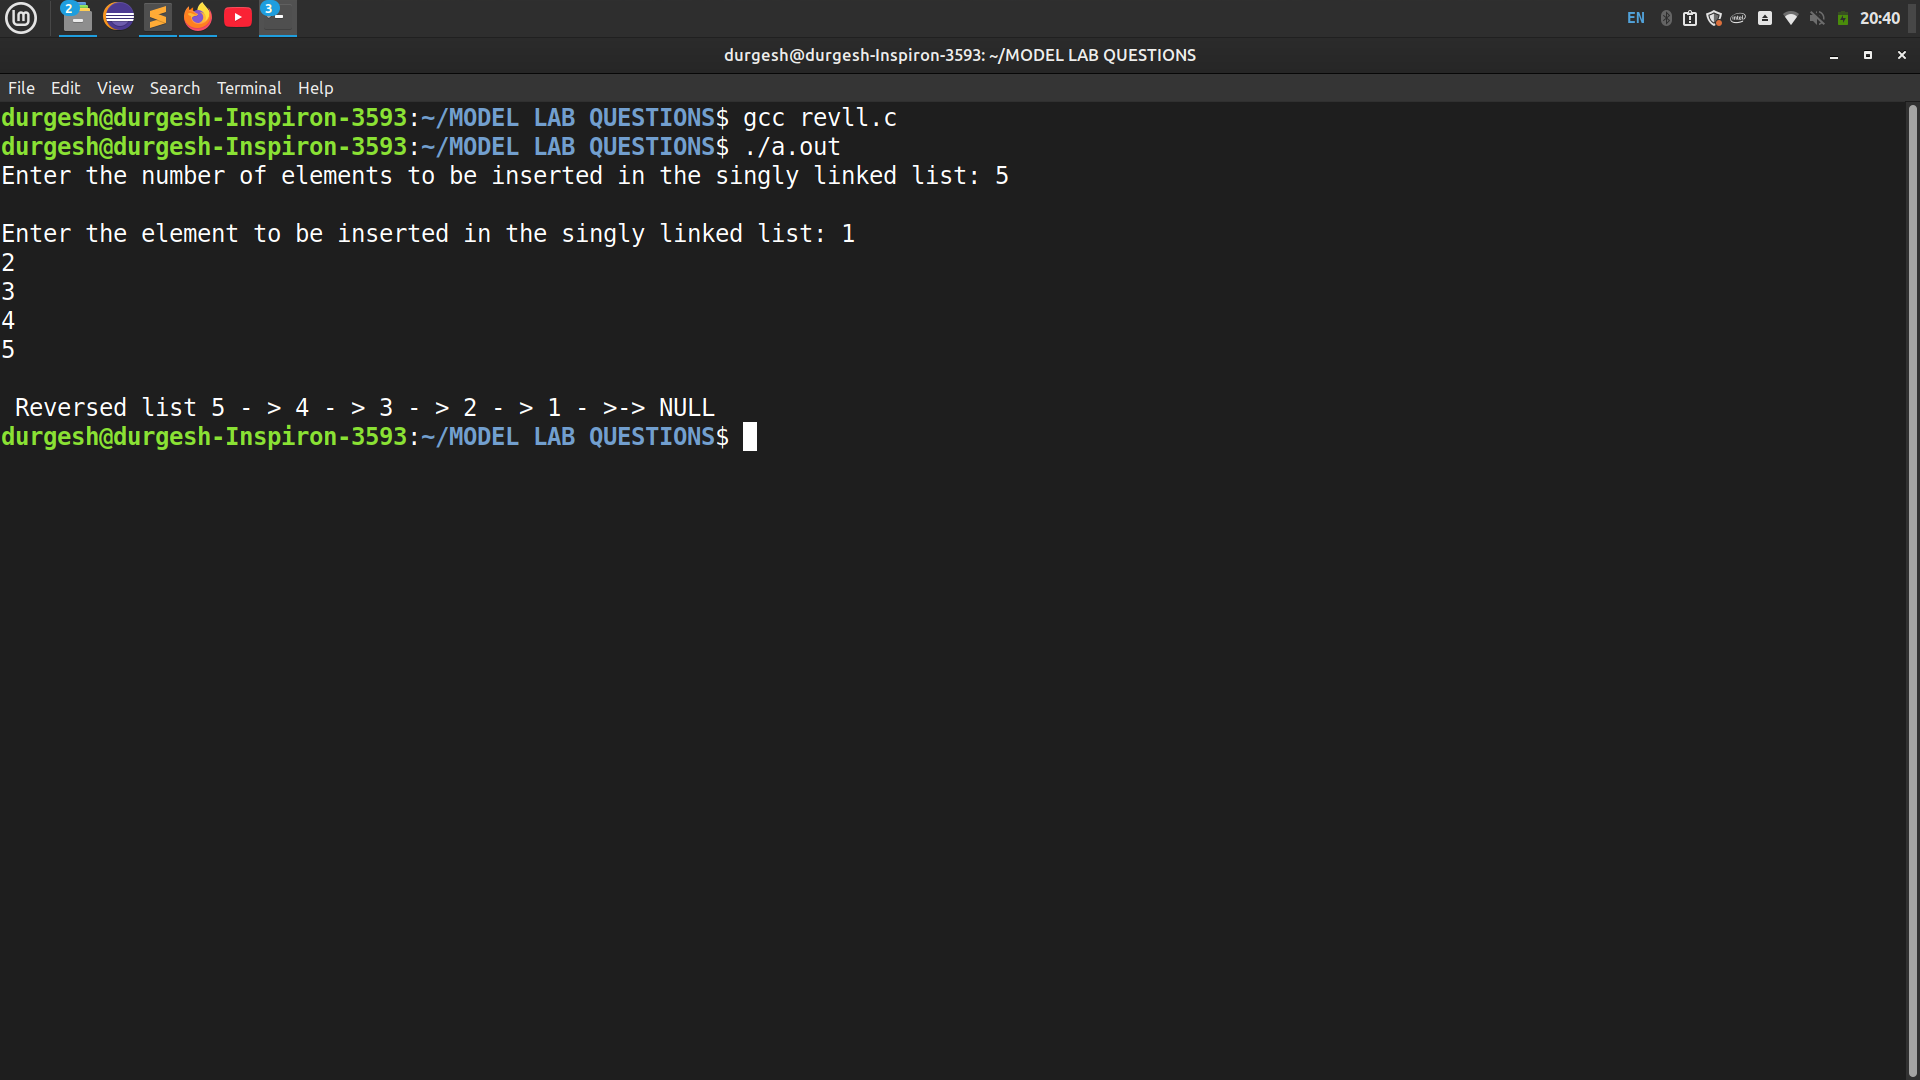 2
3
EN
20:40
durgesh@durgesh-Inspiron-3593: ~/MODEL LAB QUESTIONS
File Edit View Search Terminal Help
durgesh@durgesh-Inspiron-3593:~/MODEL LAB QUESTIONS$ gcc revll.c
durgesh@durgesh-Inspiron-3593:~/MODEL LAB QUESTIONS$ ./a.out
Enter the number of elements to be inserted in the singly linked list: 5
Enter the element to be inserted in the singly linked list: 1
2
3
4
5
Reversed list 5 - > 4 - > 3 - > 2 - > 1 - >-> NULL
durgesh@durgesh-Inspiron-3593:~/MODEL LAB QUESTIONS$